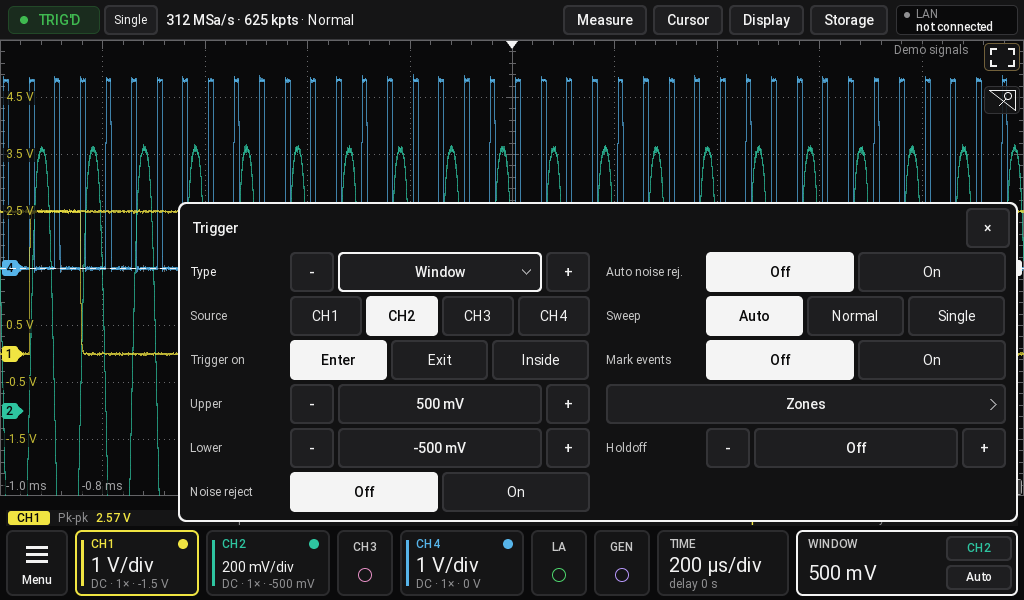 TRIG'D
Single
312 MSa/s · 625 kpts · Normal
Measure
Cursor
Display
Storage
LAN
not connected
Demo signals
4.5 V
3.5 V
2.5 V
4
0.5 V
1
-0.5 V
2
-1.5 V
-1.0 ms
-0.8 ms
Trigger
×
Type
-
Window
+
Auto noise rej.
Off
On
Source
CH1
CH2
CH3
CH4
Sweep
Auto
Normal
Single
Trigger on
Enter
Exit
Inside
Mark events
Off
On
Upper
-
500 mV
+
Zones
Lower
-
-500 mV
+
Holdoff
-
Off
+
Noise reject
Off
On
CH1
Pk-pk
2.57 V
Menu
CH1
1 V/div
DC · 1× · -1.5 V
CH2
200 mV/div
DC · 1× · -500 mV
CH3
CH4
1 V/div
DC · 1× · 0 V
LA
GEN
TIME
200 µs/div
delay 0 s
WINDOW
500 mV
CH2
Auto